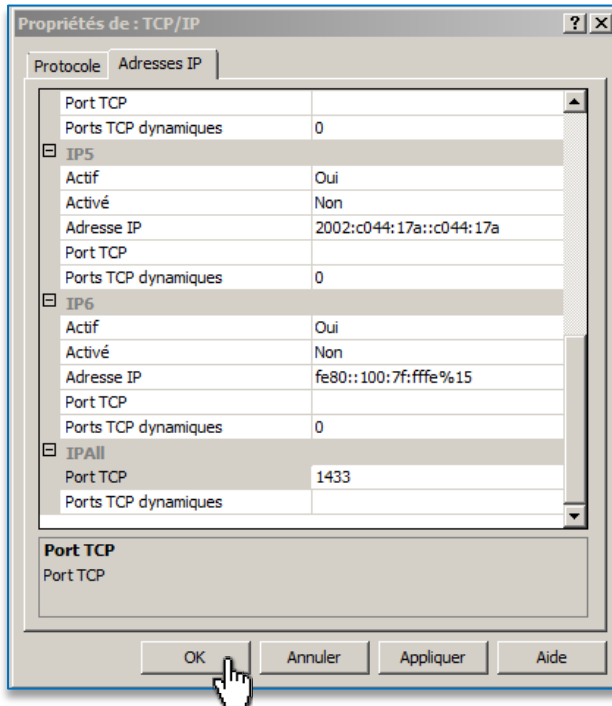 Propriétés de : TCP/IP
Protocole Adresses IP
Port TCP
Ports TCP dynamiques 0
IP5
Actif Oui
Activé Non
Adresse IP 2002:c044:17a::c044:17a
Port TCP
Ports TCP dynamiques 0
IP6
Actif Oui
Activé Non
Adresse IP fe80::100:7f:fffe%15
Port TCP
Ports TCP dynamiques 0
IPAll
Port TCP 1433
Ports TCP dynamiques
Port TCP
Port TCP
OK Annuler Appliquer Aide